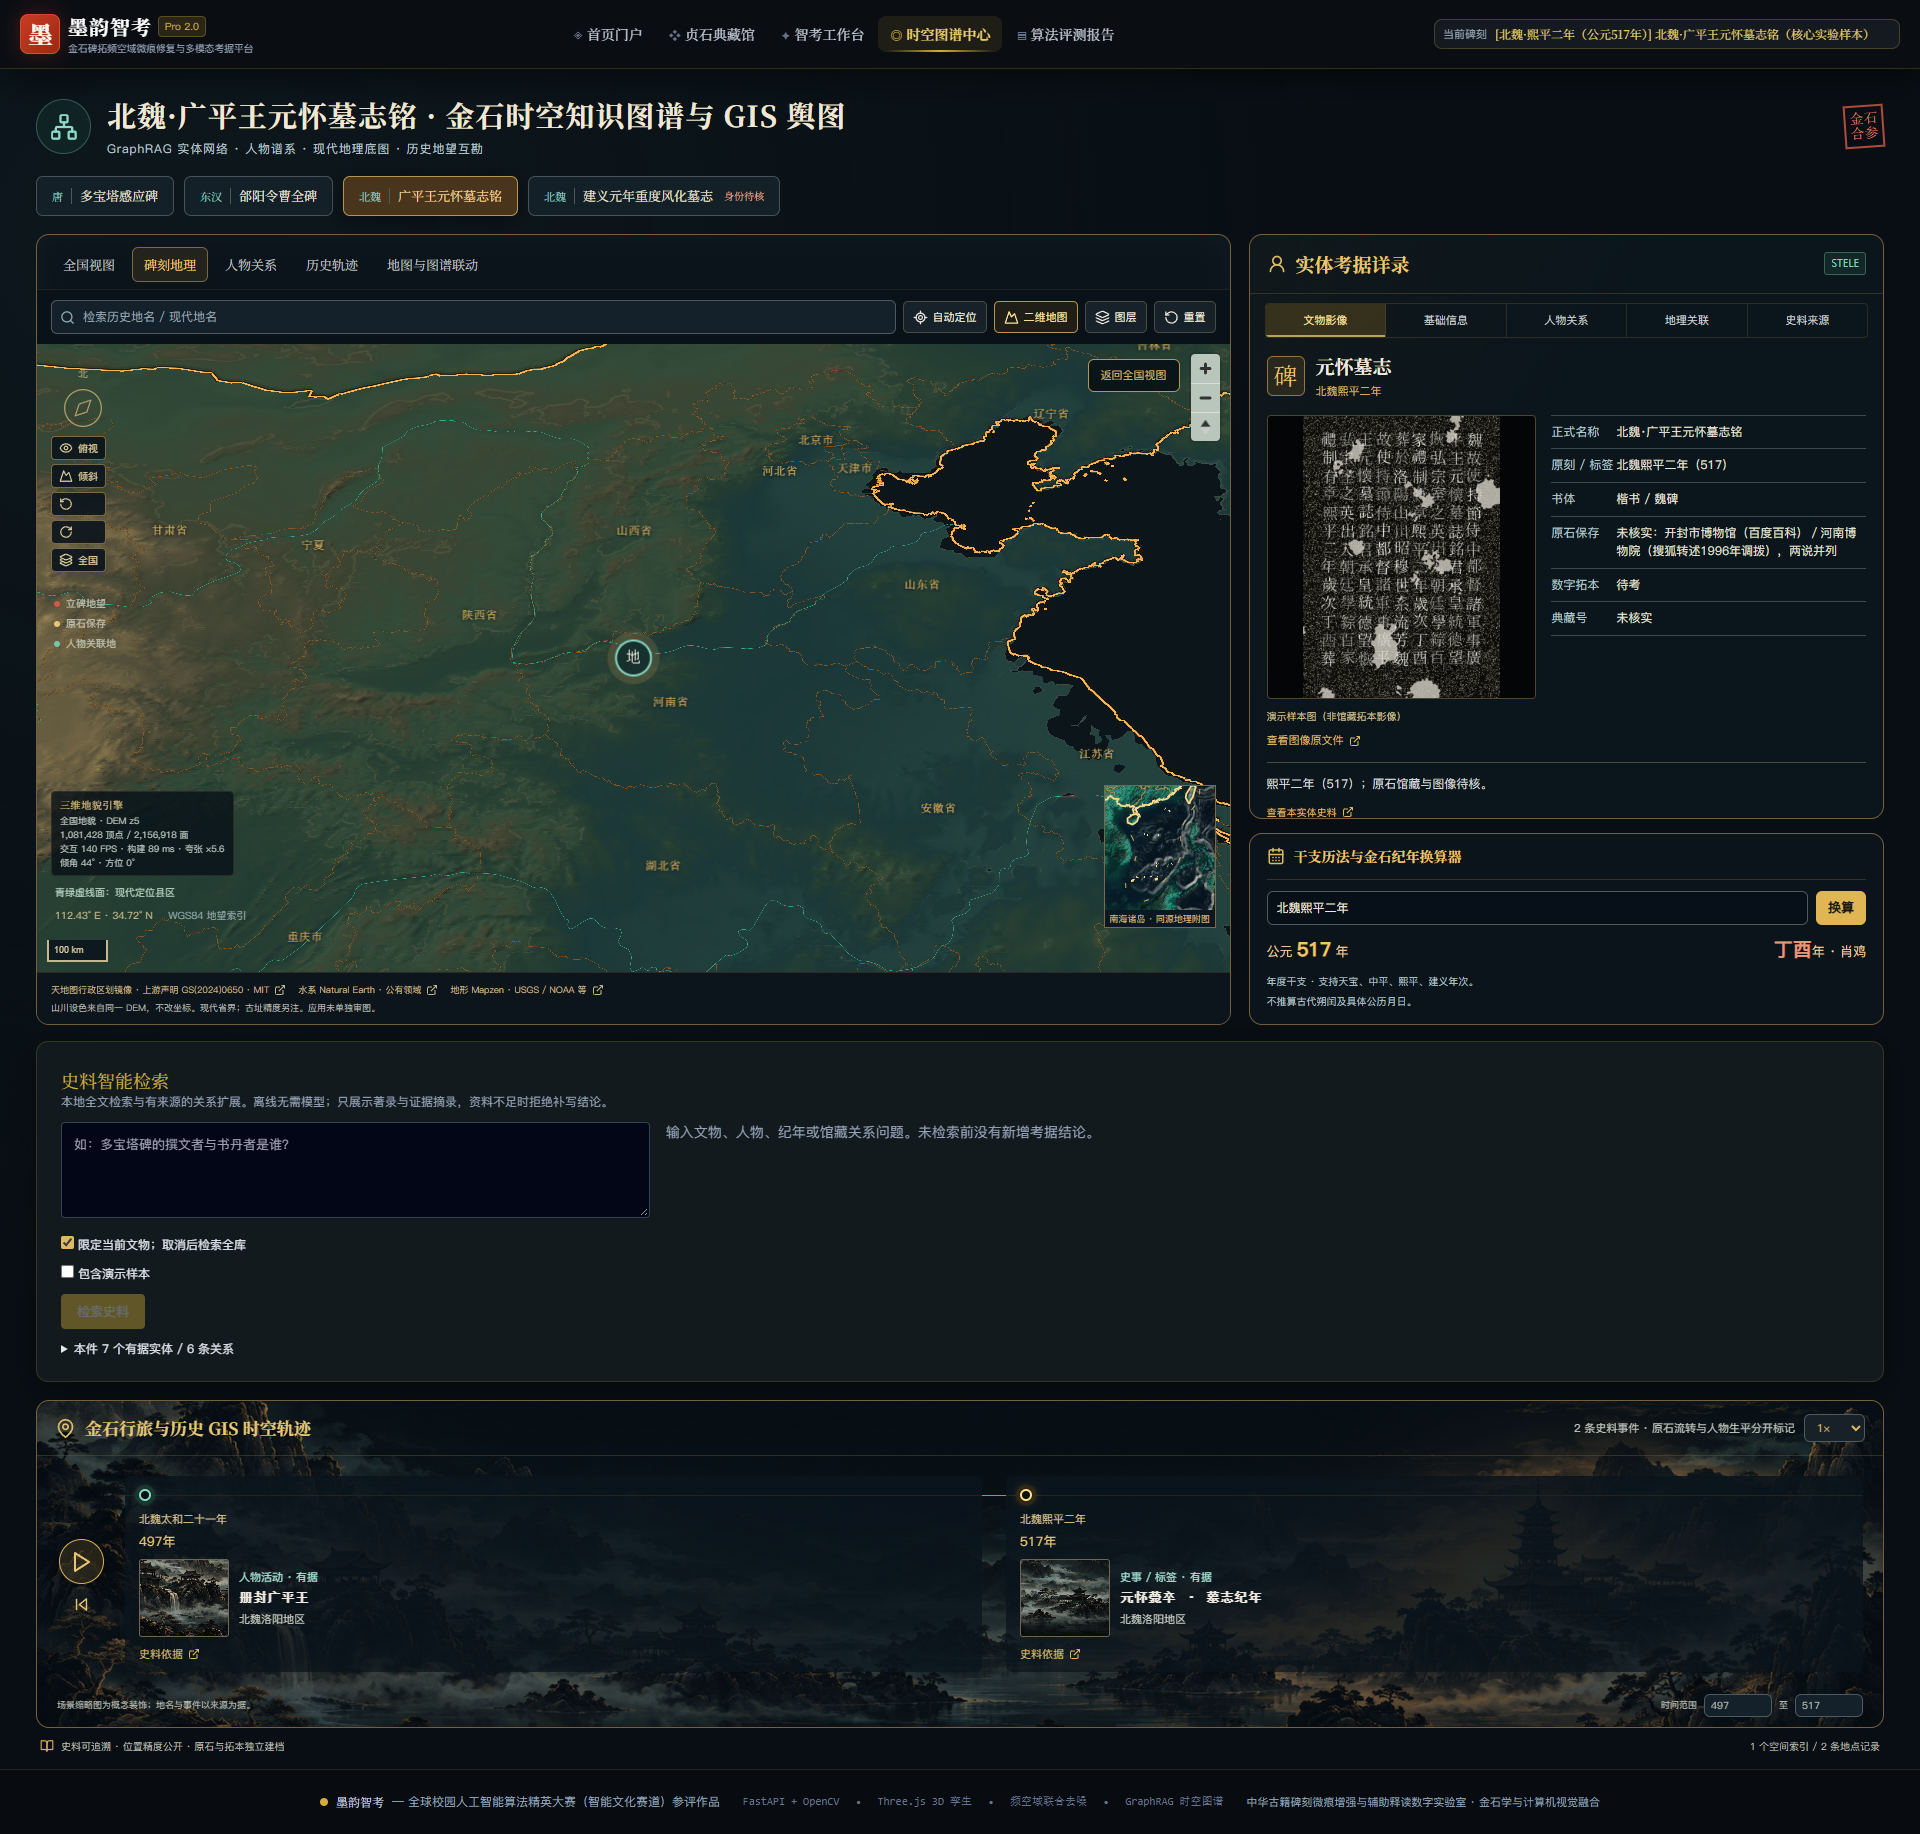 墨 墨韵智考 Pro 2.0
金石碑拓频空域微痕修复与多模态考据平台
首页门户 贞石典藏馆 智考工作台 时空图谱中心 算法评测报告
当前碑刻 [北魏·熙平二年（公元517年）] 北魏·广平王元怀墓志铭（核心实验样本）
北魏·广平王元怀墓志铭 · 金石时空知识图谱与 GIS 舆图
GraphRAG 实体网络 · 人物谱系 · 现代地理底图 · 历史地望互勘
金石
合参
唐 多宝塔感应碑 东汉 郃阳令曹全碑 北魏 广平王元怀墓志铭 北魏 建义元年重度风化墓志 身份待核
全国视图 碑刻地理 人物关系 历史轨迹 地图与图谱联动
检索历史地名 / 现代地名 自动定位 二维地图 图层 重置
吉林省
返回全国视图
北
俯视
倾斜
全国
立碑地望
原石保存
人物关联地
辽宁省
北京市
河北省 天津市
甘肃省 宁夏 山西省
山东省
陕西省
地
河南省
江苏省
安徽省
湖北省
重庆市
三维地貌引擎
全国地貌 · DEM z5
1,081,428 顶点 / 2,156,918 面
交互 140 FPS · 构建 89 ms · 夸张 ×5.6
倾角 44° · 方位 0°
青绿虚线面：现代定位县区
112.43° E · 34.72° N WGS84 地望索引
100 km
南海诸岛 · 同源地理附图
天地图行政区划镜像 · 上游声明 GS(2024)0650 · MIT 水系 Natural Earth · 公有领域 地形 Mapzen · USGS / NOAA 等
山川设色来自同一 DEM，不改坐标。现代省界；古址精度另注。应用未单独审图。
实体考据详录 STELE
文物影像 基础信息 人物关系 地理关联 史料来源
碑 元怀墓志
北魏熙平二年
正式名称 北魏·广平王元怀墓志铭
原刻 / 标签 北魏熙平二年（517）
书体 楷书 / 魏碑
原石保存 未核实：开封市博物馆（百度百科） / 河南博
物院（搜狐转述1996年调拨），两说并列
数字拓本 待考
典藏号 未核实
演示样本图（非馆藏拓本影像）
查看图像原文件
熙平二年（517）；原石馆藏与图像待核。
查看本实体史料
干支历法与金石纪年换算器
北魏熙平二年 换算
公元 517 年 丁酉年 · 肖鸡
年度干支 · 支持天宝、中平、熙平、建义年次。
不推算古代朔闰及具体公历月日。
史料智能检索
本地全文检索与有来源的关系扩展。离线无需模型；只展示著录与证据摘录，资料不足时拒绝补写结论。
如：多宝塔碑的撰文者与书丹者是谁？
输入文物、人物、纪年或馆藏关系问题。未检索前没有新增考据结论。
限定当前文物；取消后检索全库
包含演示样本
检索史料
本件 7 个有据实体 / 6 条关系
金石行旅与历史 GIS 时空轨迹
2 条史料事件 · 原石流转与人物生平分开标记 1×
北魏太和二十一年
497年
人物活动 · 有据
册封广平王
北魏洛阳地区
史料依据
北魏熙平二年
517年
史事 / 标签 · 有据
元怀薨卒 · 墓志纪年
北魏洛阳地区
史料依据
场景缩略图为概念装饰；地名与事件以来源为据。
时间范围 497 至 517
史料可追溯 · 位置精度公开 · 原石与拓本独立建档
1 个空间索引 / 2 条地点记录
墨韵智考 — 全球校园人工智能算法精英大赛（智能文化赛道）参评作品 FastAPI + OpenCV • Three.js 3D 孪生 • 频空域联合去噪 • GraphRAG 时空图谱 中华古籍碑刻微痕增强与辅助释读数字实验室 · 金石学与计算机视觉融合